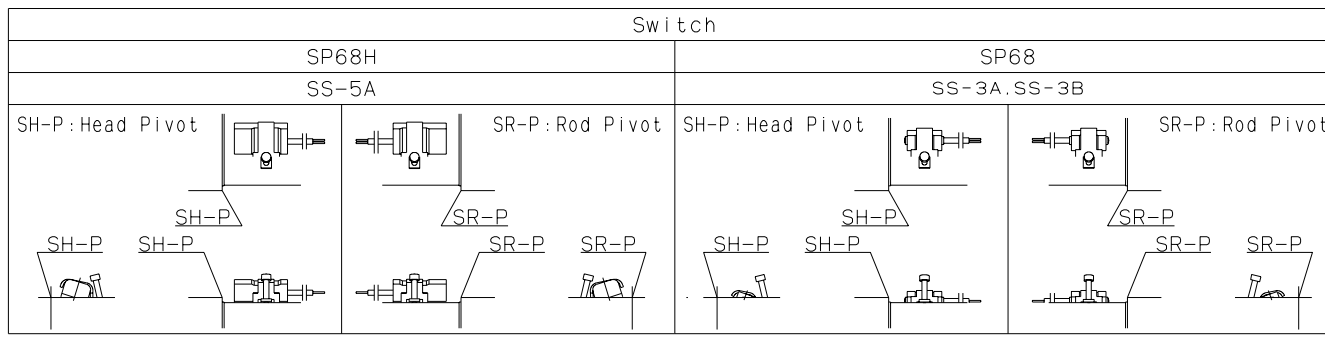 Switch
SP68H
SP68
SS-5A
SS-3A.SS-3B
SH-P:Head Pivot
SR-P:Rod Pivot
SH-P:Head Pivot
SR-P:Rod Pivot
SH-P
SR-P
SH-P
SR-P
SH-P
SH-P
SR-P
SR-P
SH-P
SH-P
SR-P
SR-P